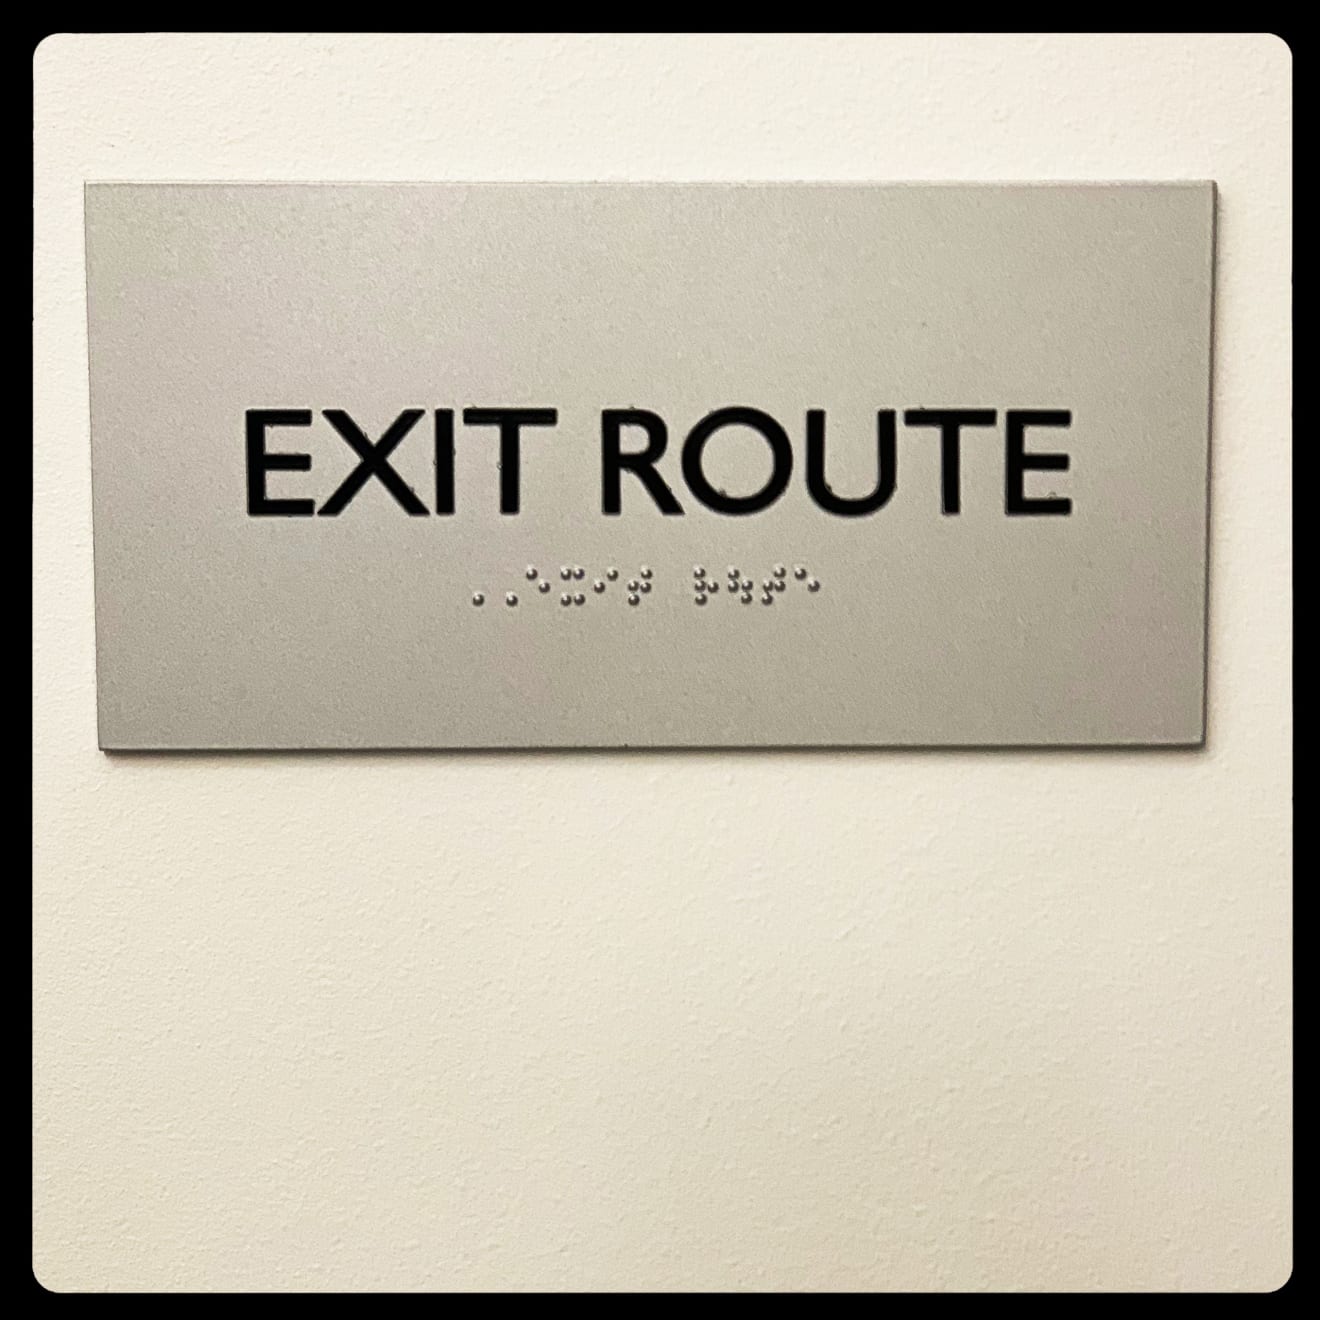 EXIT ROUTE
⠠⠠⠑⠭⠊⠞ ⠗⠳⠞⠑